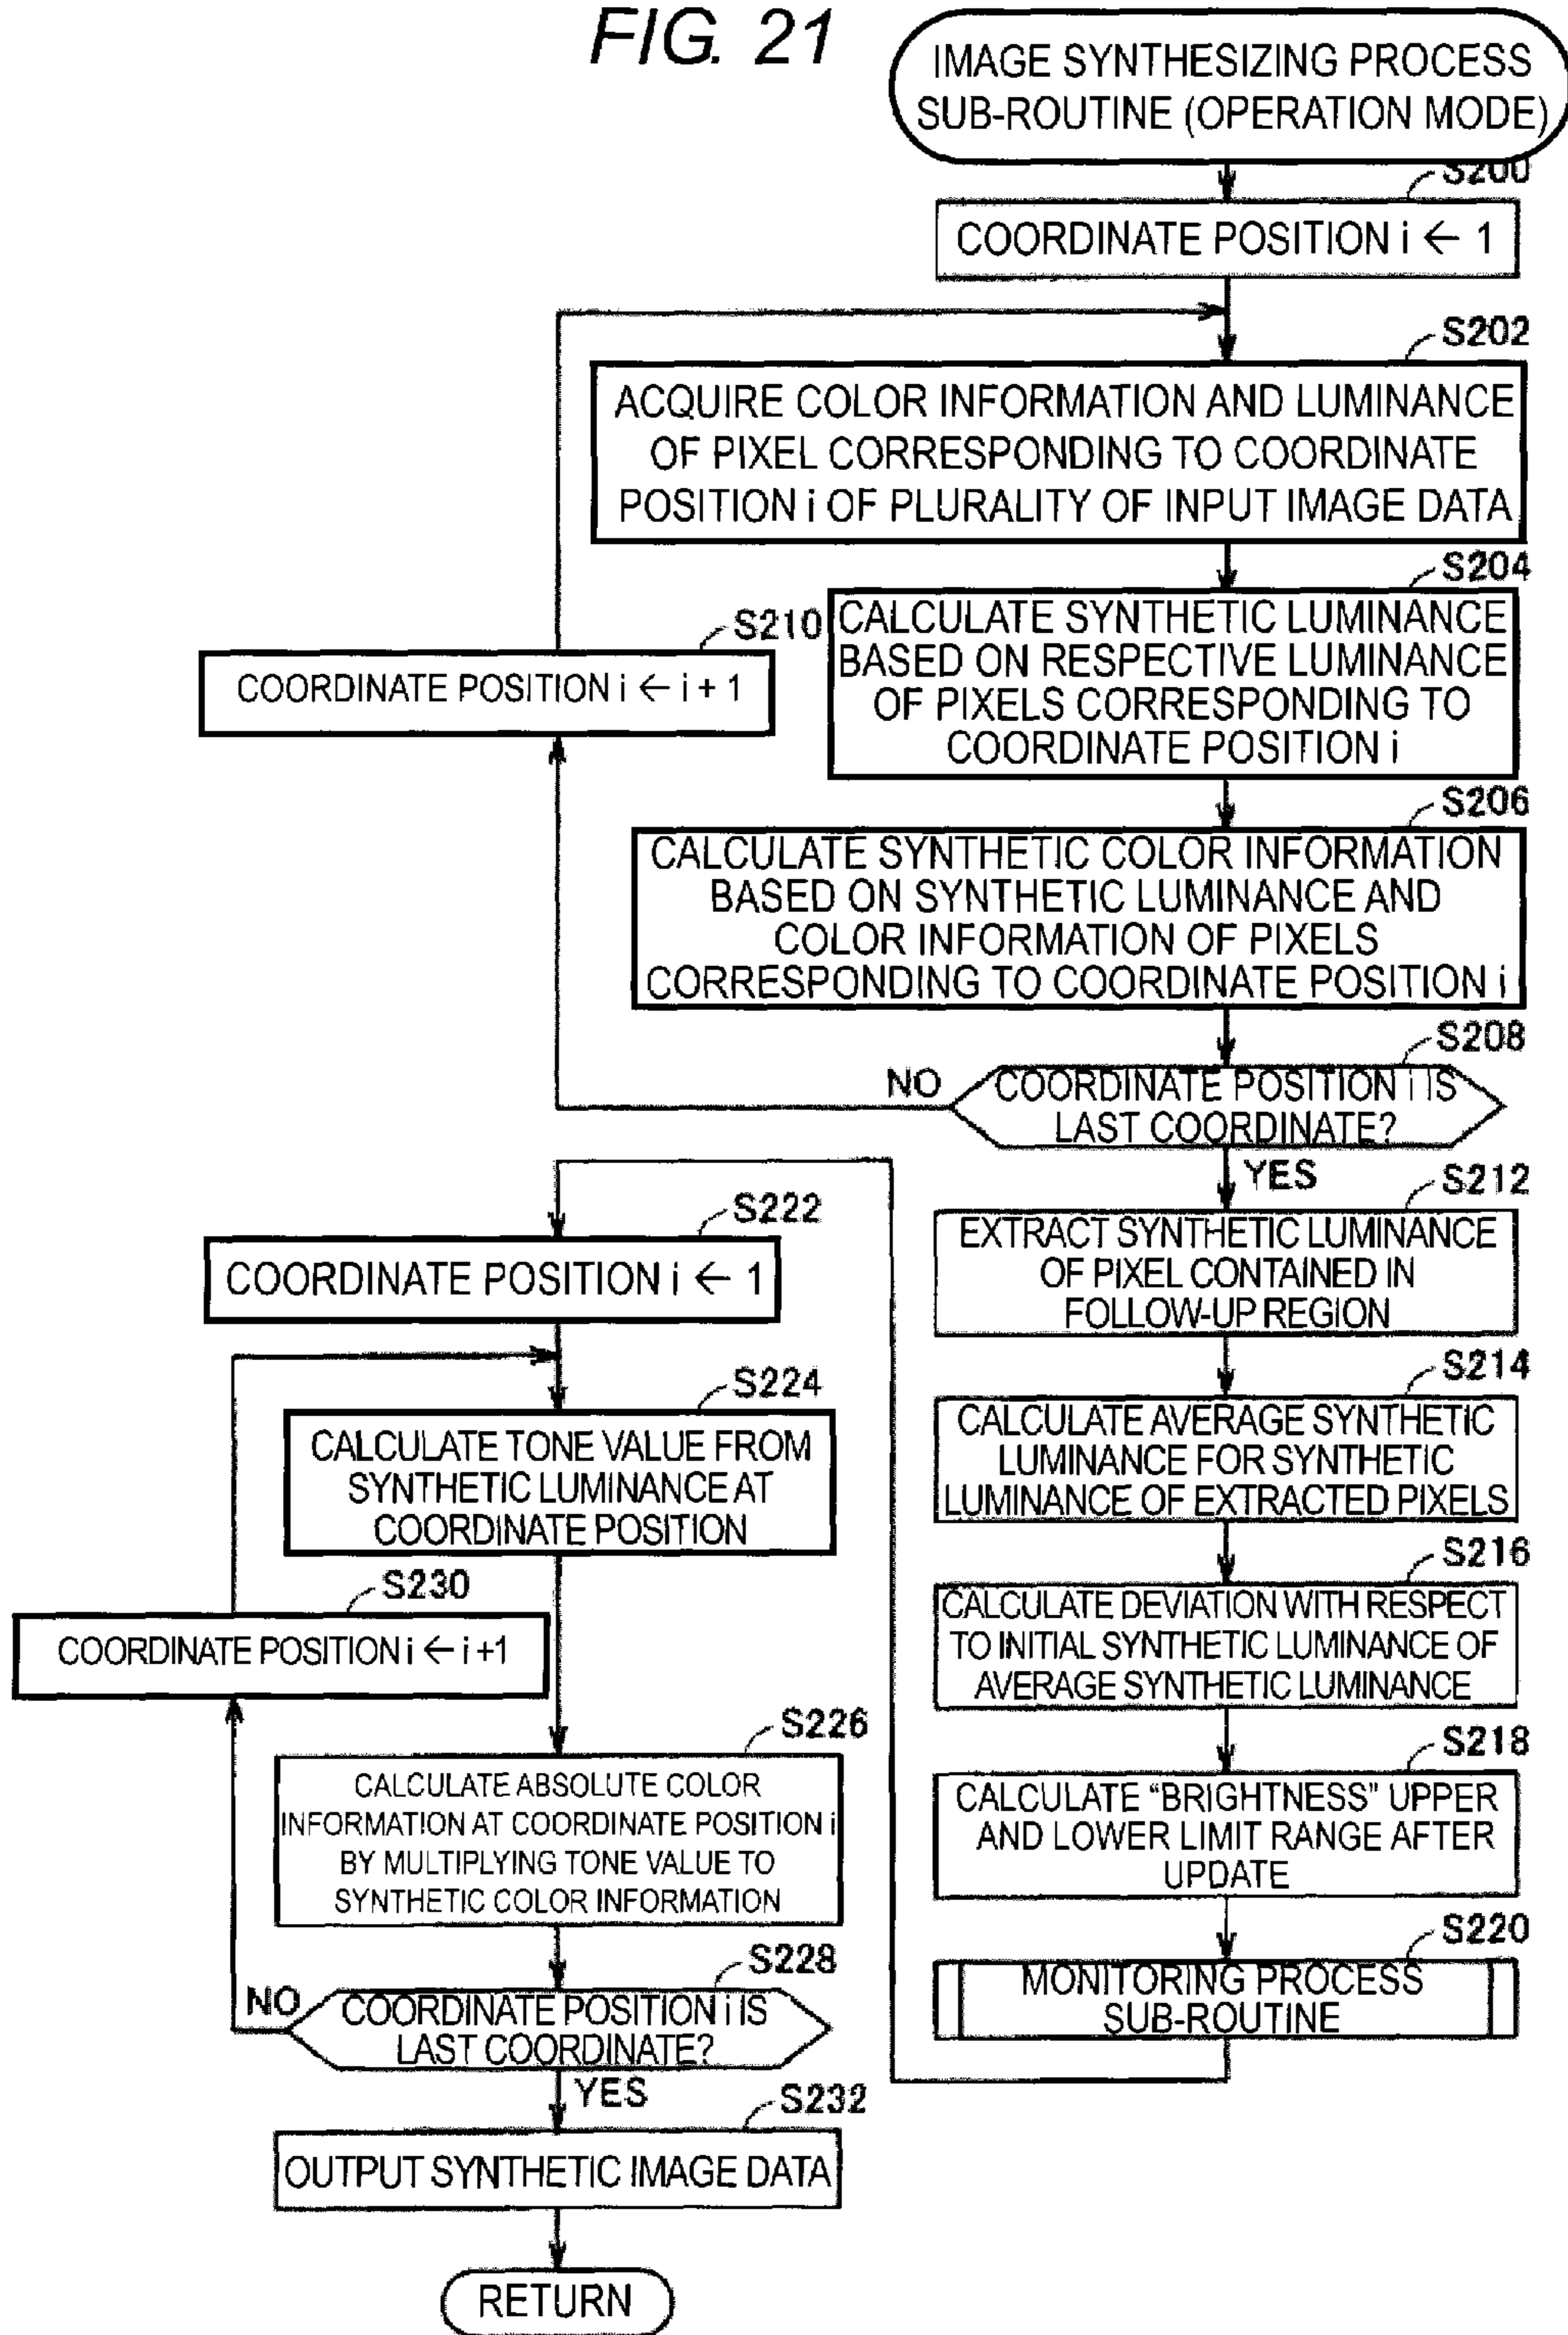 FIG. 21
IMAGE SYNTHESIZING PROCESS
SUB-ROUTINE (OPERATION MODE)
S200
COORDINATE POSITION i ← 1
S202
ACQUIRE COLOR INFORMATION AND LUMINANCE
OF PIXEL CORRESPONDING TO COORDINATE
POSITION i OF PLURALITY OF INPUT IMAGE DATA
S204
CALCULATE SYNTHETIC LUMINANCE
BASED ON RESPECTIVE LUMINANCE
OF PIXELS CORRESPONDING TO
COORDINATE POSITION i
S210
COORDINATE POSITION i ← i + 1
S206
CALCULATE SYNTHETIC COLOR INFORMATION
BASED ON SYNTHETIC LUMINANCE AND
COLOR INFORMATION OF PIXELS
CORRESPONDING TO COORDINATE POSITION i
S208
NO
COORDINATE POSITION i IS
LAST COORDINATE?
YES
S212
EXTRACT SYNTHETIC LUMINANCE
OF PIXEL CONTAINED IN
FOLLOW-UP REGION
S214
CALCULATE AVERAGE SYNTHETIC
LUMINANCE FOR SYNTHETIC
LUMINANCE OF EXTRACTED PIXELS
S216
CALCULATE DEVIATION WITH RESPECT
TO INITIAL SYNTHETIC LUMINANCE OF
AVERAGE SYNTHETIC LUMINANCE
S218
CALCULATE “BRIGHTNESS” UPPER
AND LOWER LIMIT RANGE AFTER
UPDATE
S220
MONITORING PROCESS
SUB-ROUTINE
S222
COORDINATE POSITION i ← 1
S224
CALCULATE TONE VALUE FROM
SYNTHETIC LUMINANCE AT
COORDINATE POSITION
S230
COORDINATE POSITION i ← i +1
S226
CALCULATE ABSOLUTE COLOR
INFORMATION AT COORDINATE POSITION i
BY MULTIPLYING TONE VALUE TO
SYNTHETIC COLOR INFORMATION
S228
NO
COORDINATE POSITION i IS
LAST COORDINATE?
YES
S232
OUTPUT SYNTHETIC IMAGE DATA
RETURN